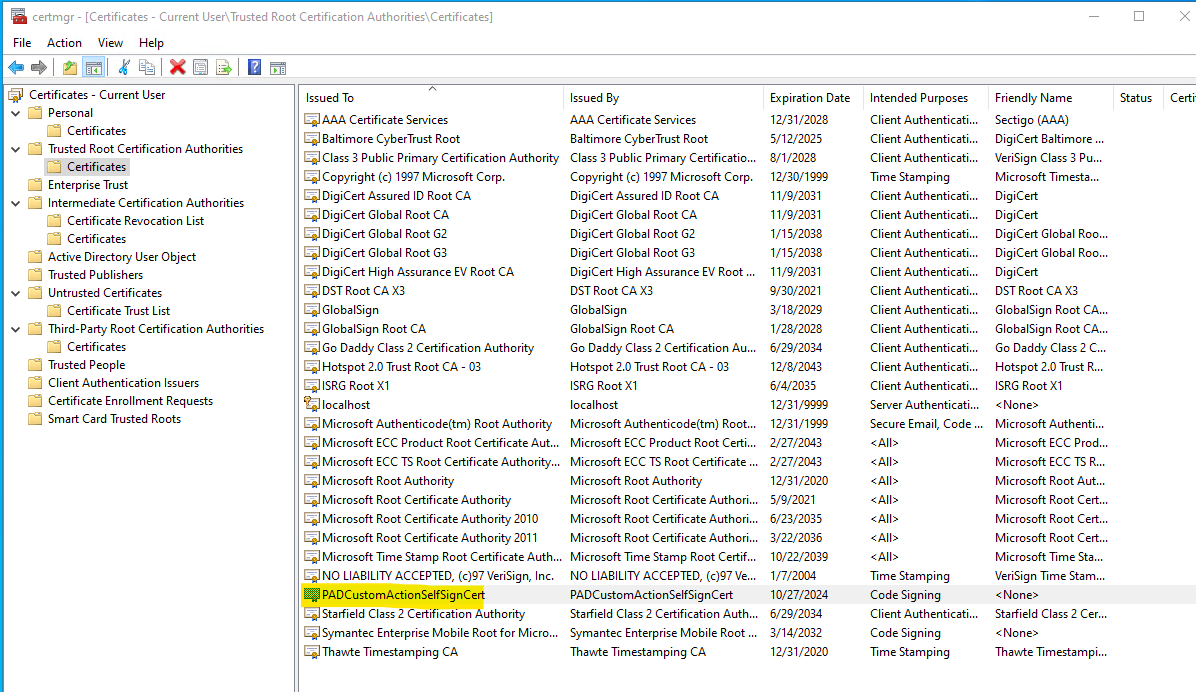 certmgr - [Certificates - Current User\Trusted Root Certification Authorities\Certificates]
File Action View Help
Certificates - Current User
Personal
Certificates
Trusted Root Certification Authorities
Certificates
Enterprise Trust
Intermediate Certification Authorities
Certificate Revocation List
Certificates
Active Directory User Object
Trusted Publishers
Untrusted Certificates
Certificate Trust List
Third-Party Root Certification Authorities
Certificates
Trusted People
Client Authentication Issuers
Certificate Enrollment Requests
Smart Card Trusted Roots
Issued To Issued By Expiration Date Intended Purposes Friendly Name Status Certi
AAA Certificate Services AAA Certificate Services 12/31/2028 Client Authenticati... Sectigo (AAA)
Baltimore CyberTrust Root Baltimore CyberTrust Root 5/12/2025 Client Authenticati... DigiCert Baltimore ...
Class 3 Public Primary Certification Authority Class 3 Public Primary Certificatio... 8/1/2028 Client Authenticati... VeriSign Class 3 Pu...
Copyright (c) 1997 Microsoft Corp. Copyright (c) 1997 Microsoft Corp. 12/30/1999 Time Stamping Microsoft Timesta...
DigiCert Assured ID Root CA DigiCert Assured ID Root CA 11/9/2031 Client Authenticati... DigiCert
DigiCert Global Root CA DigiCert Global Root CA 11/9/2031 Client Authenticati... DigiCert
DigiCert Global Root G2 DigiCert Global Root G2 1/15/2038 Client Authenticati... DigiCert Global Roo...
DigiCert Global Root G3 DigiCert Global Root G3 1/15/2038 Client Authenticati... DigiCert Global Roo...
DigiCert High Assurance EV Root CA DigiCert High Assurance EV Root ... 11/9/2031 Client Authenticati... DigiCert
DST Root CA X3 DST Root CA X3 9/30/2021 Client Authenticati... DST Root CA X3
GlobalSign GlobalSign 3/18/2029 Client Authenticati... GlobalSign Root CA...
GlobalSign Root CA GlobalSign Root CA 1/28/2028 Client Authenticati... GlobalSign Root CA...
Go Daddy Class 2 Certification Authority Go Daddy Class 2 Certification Au... 6/29/2034 Client Authenticati... Go Daddy Class 2 C...
Hotspot 2.0 Trust Root CA - 03 Hotspot 2.0 Trust Root CA - 03 12/8/2043 Client Authenticati... Hotspot 2.0 Trust R...
ISRG Root X1 ISRG Root X1 6/4/2035 Client Authenticati... ISRG Root X1
localhost localhost 12/31/9999 Server Authenticati... <None>
Microsoft Authenticode(tm) Root Authority Microsoft Authenticode(tm) Root... 12/31/1999 Secure Email, Code ... Microsoft Authenti...
Microsoft ECC Product Root Certificate Aut... Microsoft ECC Product Root Certi... 2/27/2043 <All> Microsoft ECC Prod...
Microsoft ECC TS Root Certificate Authority... Microsoft ECC TS Root Certificate ... 2/27/2043 <All> Microsoft ECC TS R...
Microsoft Root Authority Microsoft Root Authority 12/31/2020 <All> Microsoft Root Aut...
Microsoft Root Certificate Authority Microsoft Root Certificate Authori... 5/9/2021 <All> Microsoft Root Cert...
Microsoft Root Certificate Authority 2010 Microsoft Root Certificate Authori... 6/23/2035 <All> Microsoft Root Cert...
Microsoft Root Certificate Authority 2011 Microsoft Root Certificate Authori... 3/22/2036 <All> Microsoft Root Cert...
Microsoft Time Stamp Root Certificate Auth... Microsoft Time Stamp Root Certif... 10/22/2039 <All> Microsoft Time Sta...
NO LIABILITY ACCEPTED, (c)97 VeriSign, Inc. NO LIABILITY ACCEPTED, (c)97 Ve... 1/7/2004 Time Stamping VeriSign Time Stam...
PADCustomActionSelfSignCert PADCustomActionSelfSignCert 10/27/2024 Code Signing <None>
Starfield Class 2 Certification Authority Starfield Class 2 Certification Auth... 6/29/2034 Client Authenticati... Starfield Class 2 Cer...
Symantec Enterprise Mobile Root for Micro... Symantec Enterprise Mobile Root ... 3/14/2032 Code Signing <None>
Thawte Timestamping CA Thawte Timestamping CA 12/31/2020 Time Stamping Thawte Timestampi...